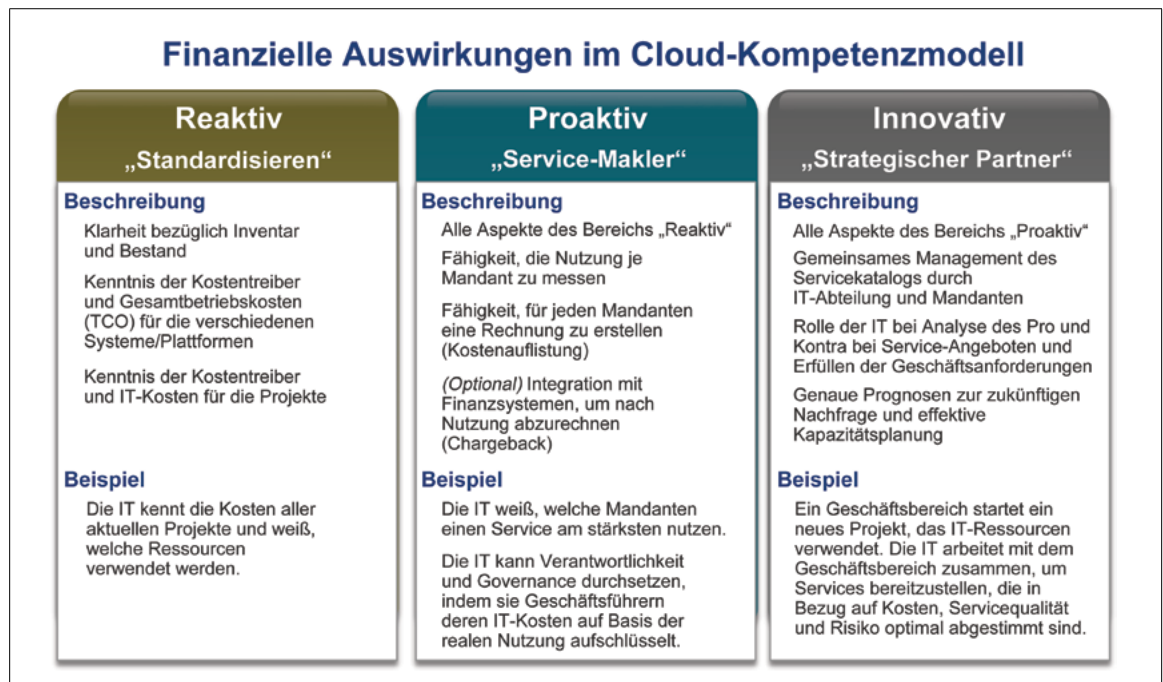 Finanzielle Auswirkungen im Cloud-Kompetenzmodell
Reaktiv
„Standardisieren“
Beschreibung
Klarheit bezüglich Inventar
und Bestand
Kenntnis der Kostentreiber
und Gesamtbetriebskosten
(TCO) für die verschiedenen
Systeme/Plattformen
Kenntnis der Kostentreiber
und IT-Kosten für die Projekte
Beispiel
Die IT kennt die Kosten aller
aktuellen Projekte und weiß,
welche Ressourcen
verwendet werden.
Proaktiv
„Service-Makler“
Beschreibung
Alle Aspekte des Bereichs „Reaktiv“
Fähigkeit, die Nutzung je
Mandant zu messen
Fähigkeit, für jeden Mandanten
eine Rechnung zu erstellen
(Kostenauflistung)
(Optional) Integration mit
Finanzsystemen, um nach
Nutzung abzurechnen
(Chargeback)
Beispiel
Die IT weiß, welche Mandanten
einen Service am stärksten nutzen.
Die IT kann Verantwortlichkeit
und Governance durchsetzen,
indem sie Geschäftsführern
deren IT-Kosten auf Basis der
realen Nutzung aufschlüsselt.
Innovativ
„Strategischer Partner“
Beschreibung
Alle Aspekte des Bereichs „Proaktiv“
Gemeinsames Management des
Servicekatalogs durch
IT-Abteilung und Mandanten
Rolle der IT bei Analyse des Pro und
Kontra bei Service-Angeboten und
Erfüllen der Geschäftsanforderungen
Genaue Prognosen zur zukünftigen
Nachfrage und effektive
Kapazitätsplanung
Beispiel
Ein Geschäftsbereich startet ein
neues Projekt, das IT-Ressourcen
verwendet. Die IT arbeitet mit dem
Geschäftsbereich zusammen, um
Services bereitzustellen, die in
Bezug auf Kosten, Servicequalität
und Risiko optimal abgestimmt sind.